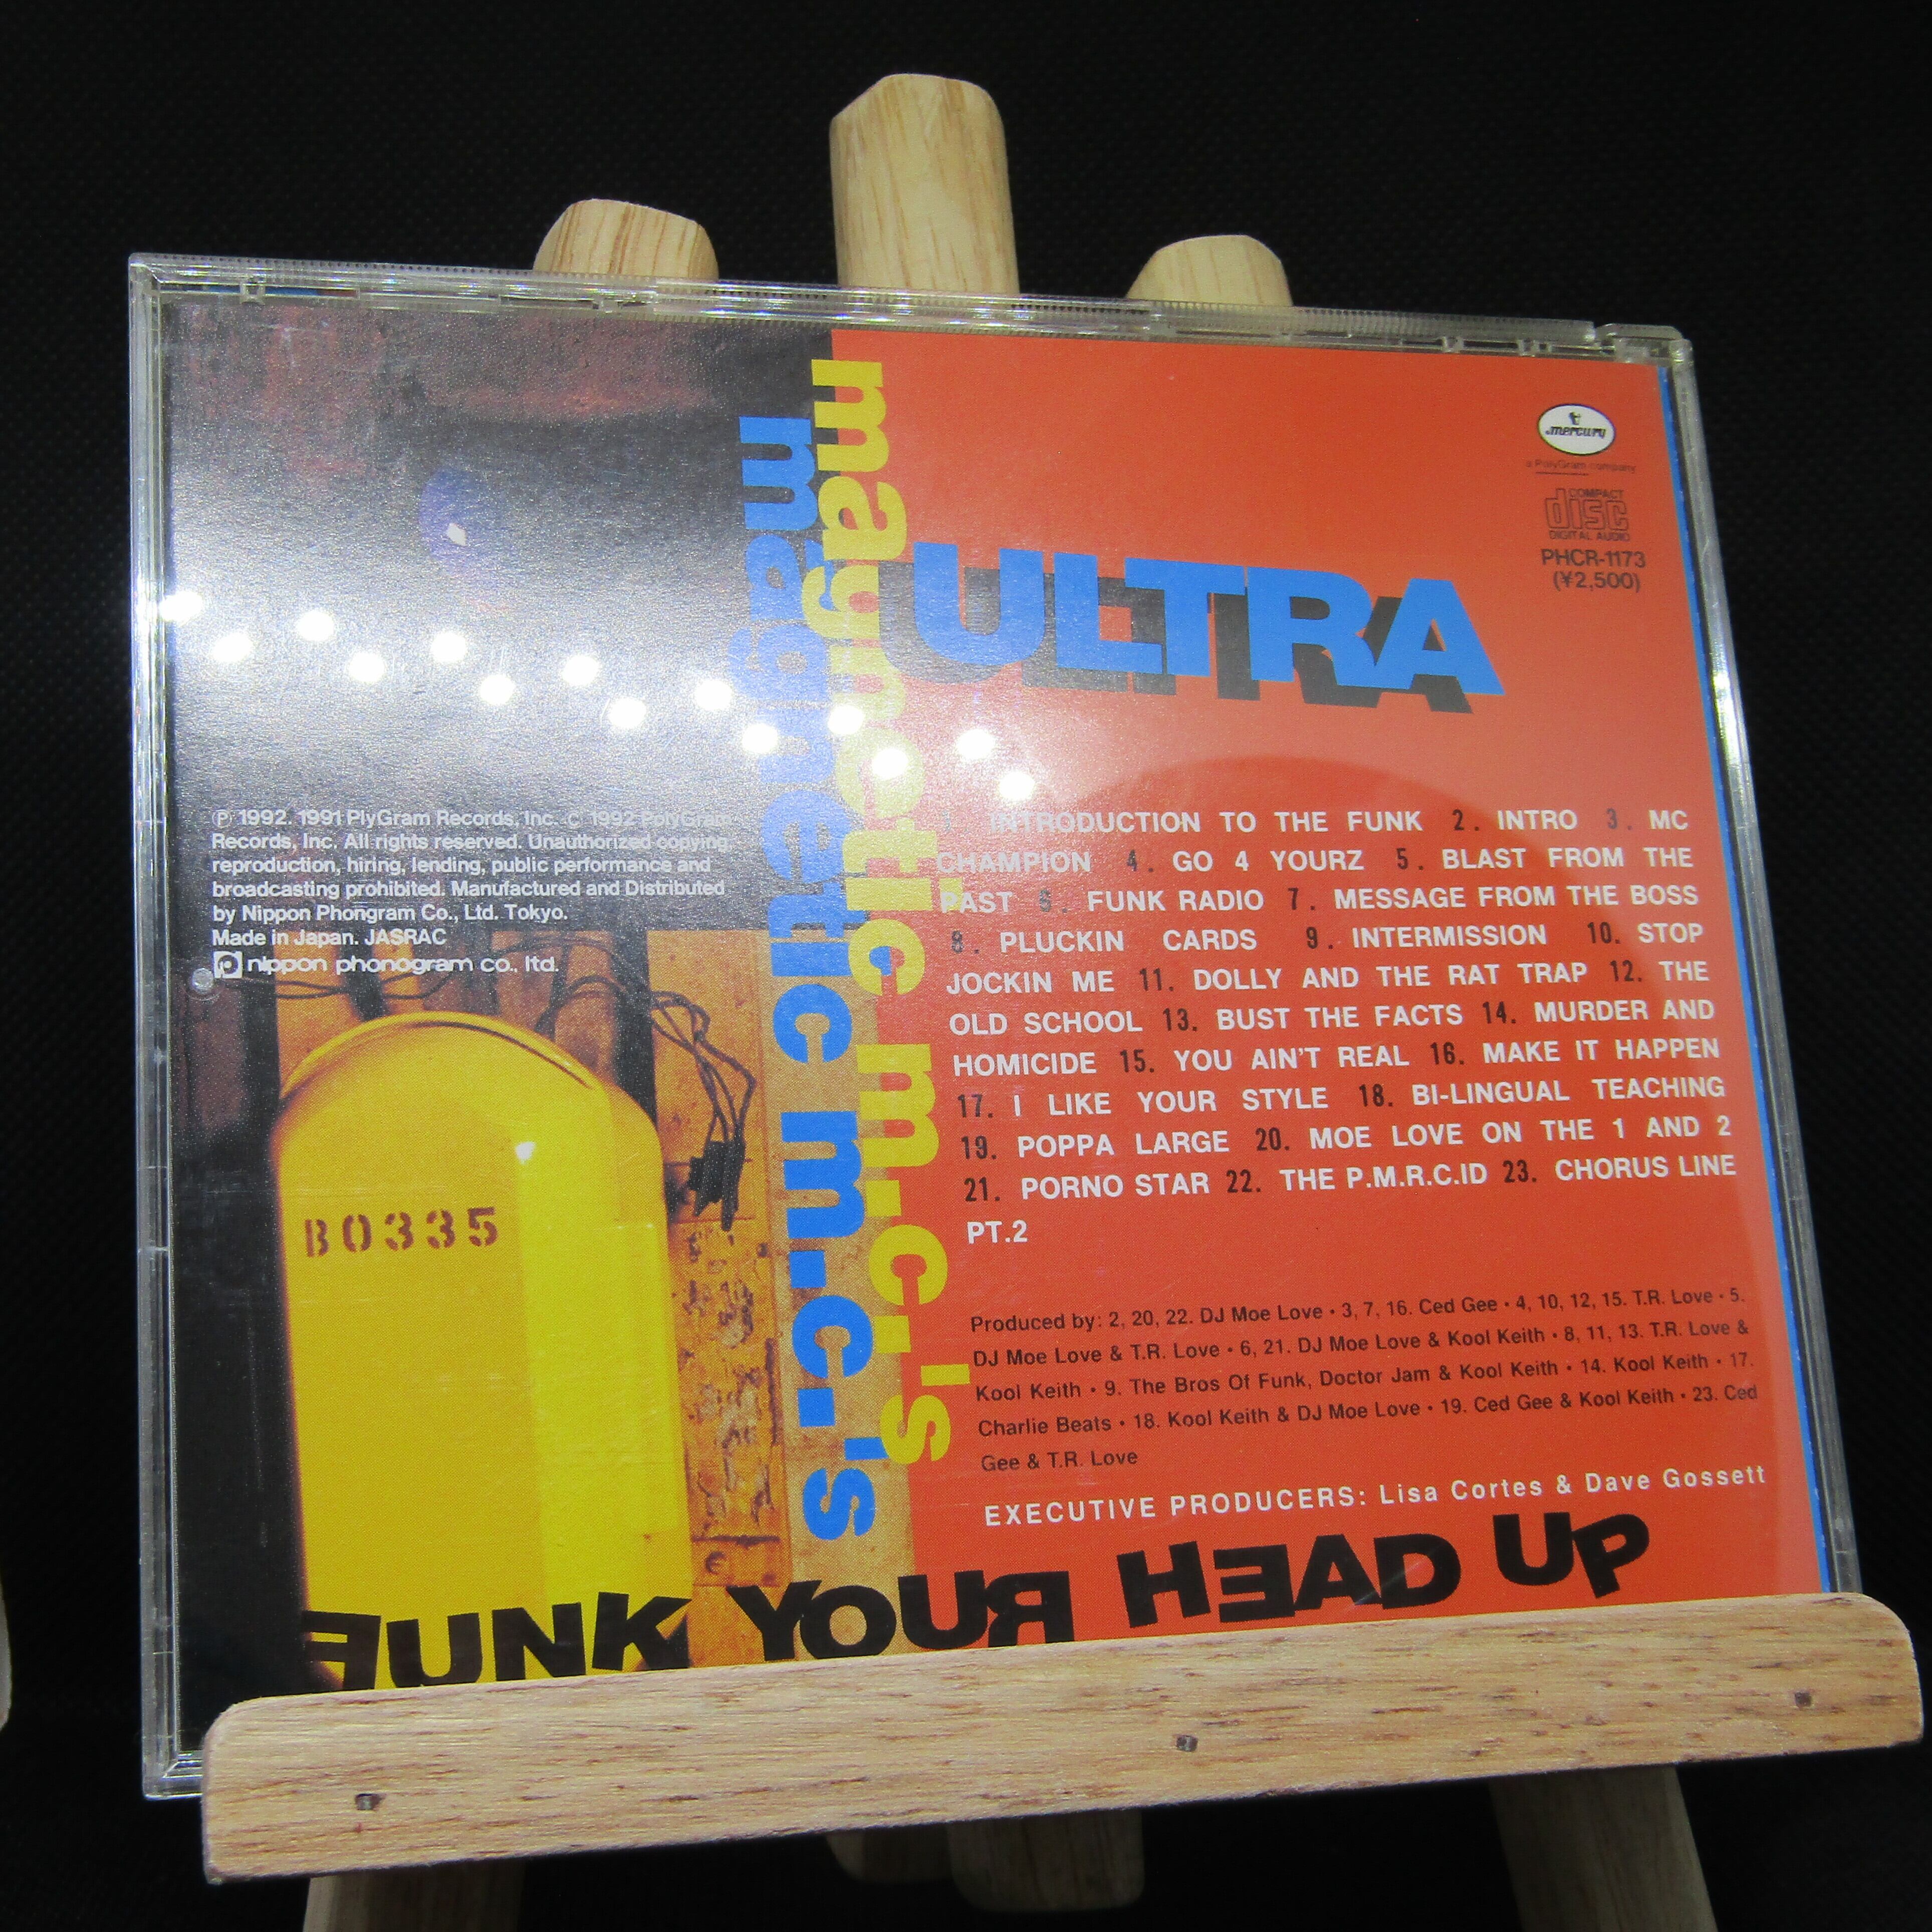 mercury
a PolyGram company
COMPACT
disc
DIGITAL AUDIO
PHCR-1173
(¥2,500)
ULTRA
magnetic m.c.'s
magnetic m.c.'s
Ⓟ 1992. 1991 PlyGram Records, Inc. C 1992 PolyGram
Records, Inc. All rights reserved. Unauthorized copying
reproduction, hiring, lending, public performance and
broadcasting prohibited. Manufactured and Distributed
by Nippon Phongram Co., Ltd. Tokyo.
Made in Japan. JASRAC
nippon phonogram co., ltd.
B0335
1. INTRODUCTION TO THE FUNK 2. INTRO 3. MC
CHAMPION 4. GO 4 YOURZ 5. BLAST FROM THE
PAST 6. FUNK RADIO 7. MESSAGE FROM THE BOSS
8. PLUCKIN CARDS 9. INTERMISSION 10. STOP
JOCKIN ME 11. DOLLY AND THE RAT TRAP 12. THE
OLD SCHOOL 13. BUST THE FACTS 14. MURDER AND
HOMICIDE 15. YOU AIN'T REAL 16. MAKE IT HAPPEN
17. I LIKE YOUR STYLE 18. BI-LINGUAL TEACHING
19. POPPA LARGE 20. MOE LOVE ON THE 1 AND 2
21. PORNO STAR 22. THE P.M.R.C.ID 23. CHORUS LINE
PT.2
Produced by: 2, 20, 22. DJ Moe Love • 3, 7, 16. Ced Gee • 4, 10, 12, 15. T.R. Love • 5.
DJ Moe Love & T.R. Love • 6, 21. DJ Moe Love & Kool Keith • 8, 11, 13. T.R. Love &
Kool Keith • 9. The Bros Of Funk, Doctor Jam & Kool Keith • 14. Kool Keith • 17.
Charlie Beats • 18. Kool Keith & DJ Moe Love • 19. Ced Gee & Kool Keith • 23. Ced
Gee & T.R. Love
EXECUTIVE PRODUCERS: Lisa Cortes & Dave Gossett
FUNK YOUR HEAD UP